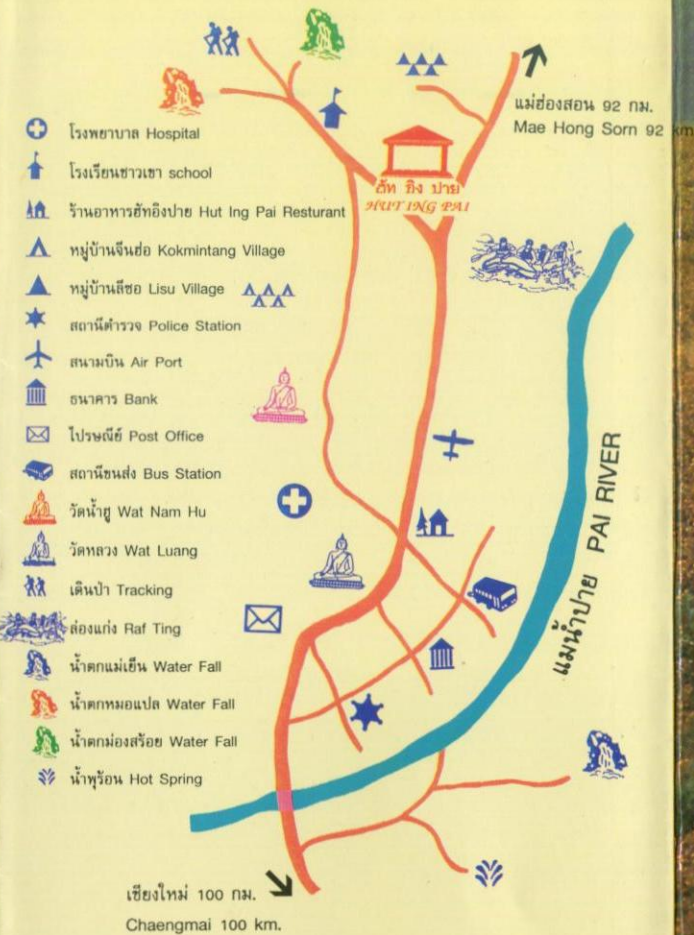 แม่ฮ่องสอน 92 กม.
Mae Hong Sorn 92 km
ฮัท อิง ปาย
HUT ING PAI
โรงพยาบาล Hospital
โรงเรียนชาวเขา school
ร้านอาหารฮัทอิงปาย Hut Ing Pai Resturant
หมู่บ้านจีนฮ่อ Kokmintang Village
หมู่บ้านลีซอ Lisu Village
สถานีตำรวจ Police Station
สนามบิน Air Port
ธนาคาร Bank
ไปรษณีย์ Post Office
สถานีขนส่ง Bus Station
วัดน้ำฮู Wat Nam Hu
วัดหลวง Wat Luang
เดินป่า Tracking
ล่องแก่ง Raf Ting
น้ำตกแม่เย็น Water Fall
น้ำตกหมอแปล Water Fall
น้ำตกม่องสร้อย Water Fall
น้ำพุร้อน Hot Spring
แม่น้ำปาย PAI RIVER
เชียงใหม่ 100 กม.
Chaengmai 100 km.